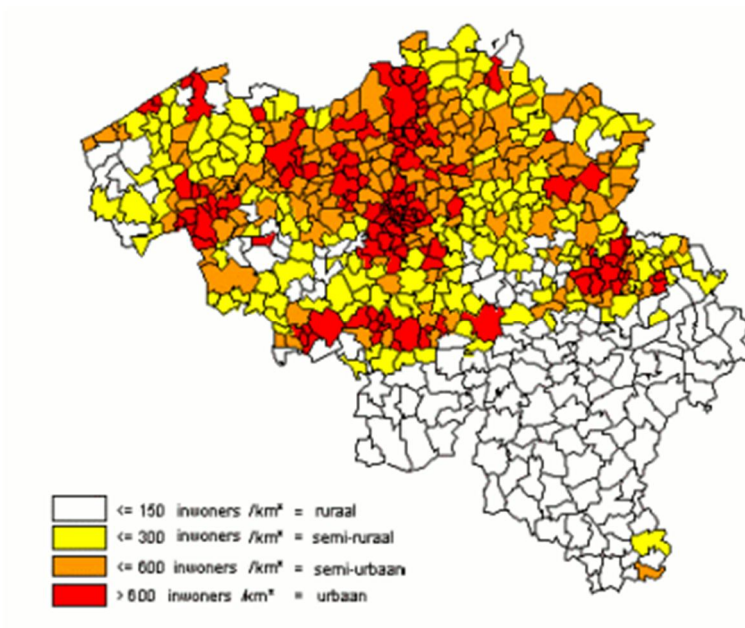 <= 150 inwoners /km² = ruraal
<= 300 inwoners /km² = semi-ruraal
<= 600 inwoners /km² = semi-urbaan
> 600 inwoners /km² = urbaan